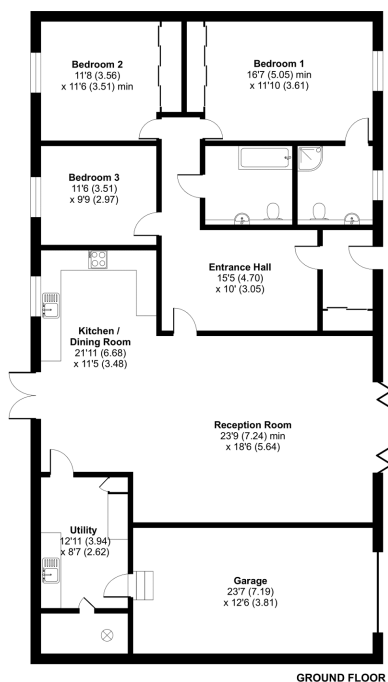 Bedroom 2
11'8 (3.56)
x 11'6 (3.51) min
Bedroom 1
16'7 (5.05) min
x 11'10 (3.61)
Bedroom 3
11'6 (3.51)
x 9'9 (2.97)
Entrance Hall
15'5 (4.70)
x 10' (3.05)
Kitchen /
Dining Room
21'11 (6.68)
x 11'5 (3.48)
Reception Room
23'9 (7.24) min
x 18'6 (5.64)
Utility
12'11 (3.94)
x 8'7 (2.62)
Garage
23'7 (7.19)
x 12'6 (3.81)
GROUND FLOOR